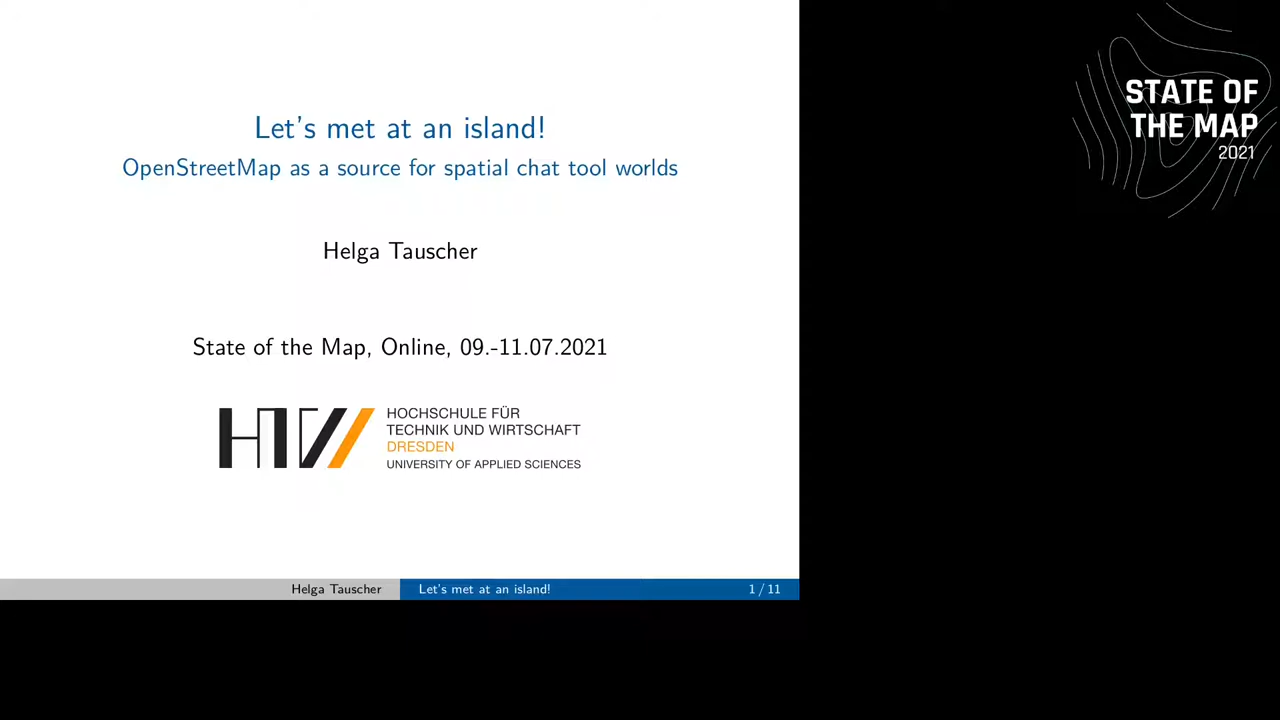 Let's met at an island!
OpenStreetMap as a source for spatial chat tool worlds
Helga Tauscher
State of the Map, Online, 09.-11.07.2021
HTW
HOCHSCHULE FÜR
TECHNIK UND WIRTSCHAFT
DRESDEN
UNIVERSITY OF APPLIED SCIENCES
Helga Tauscher
Let's met at an island!
1 / 11
STATE OF
THE MAP
2021